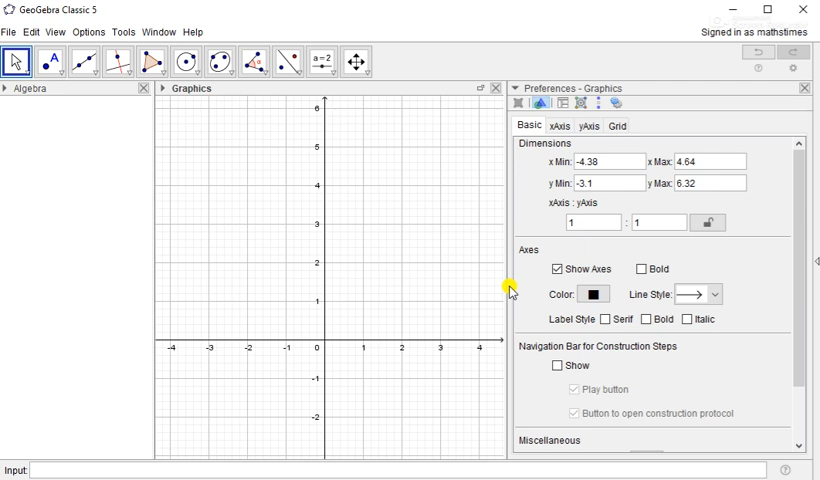 GeoGebra Classic 5
File Edit View Options Tools Window Help
Signed in as mathstimes
a=2
Algebra
Graphics
Preferences - Graphics
Basic xAxis yAxis Grid
Dimensions
x Min: -4.38 x Max: 4.64
y Min: -3.1 y Max: 6.32
xAxis : yAxis
1 : 1
Axes
Show Axes Bold
Color: Line Style:
Label Style Serif Bold Italic
Navigation Bar for Construction Steps
Show
Play button
Button to open construction protocol
Miscellaneous
6
5
4
3
2
1
-4 -3 -2 -1 0 1 2 3 4
-1
-2
Input: